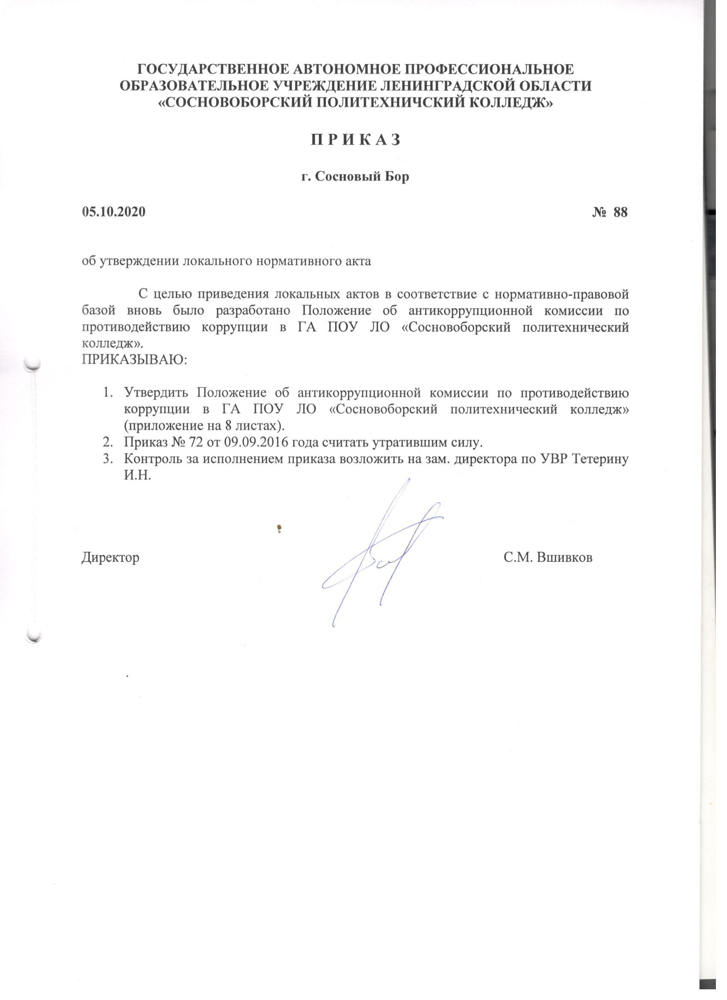 ГОСУДАРСТВЕННОЕ АВТОНОМНОЕ ПРОФЕССИОНАЛЬНОЕ
ОБРАЗОВАТЕЛЬНОЕ УЧРЕЖДЕНИЕ ЛЕНИНГРАДСКОЙ ОБЛАСТИ
«СОСНОВОБОРСКИЙ ПОЛИТЕХНИЧСКИЙ КОЛЛЕДЖ»
П Р И К А З
г. Сосновый Бор
05.10.2020 № 88
об утверждении локального нормативного акта
С целью приведения локальных актов в соответствие с нормативно-правовой
базой вновь было разработано Положение об антикоррупционной комиссии по
противодействию коррупции в ГА ПОУ ЛО «Сосновоборский политехнический
колледж».
ПРИКАЗЫВАЮ:
1. Утвердить Положение об антикоррупционной комиссии по противодействию
коррупции в ГА ПОУ ЛО «Сосновоборский политехнический колледж»
(приложение на 8 листах).
2. Приказ № 72 от 09.09.2016 года считать утратившим силу.
3. Контроль за исполнением приказа возложить на зам. директора по УВР Тетерину
И.Н.
Директор С.М. Вшивков